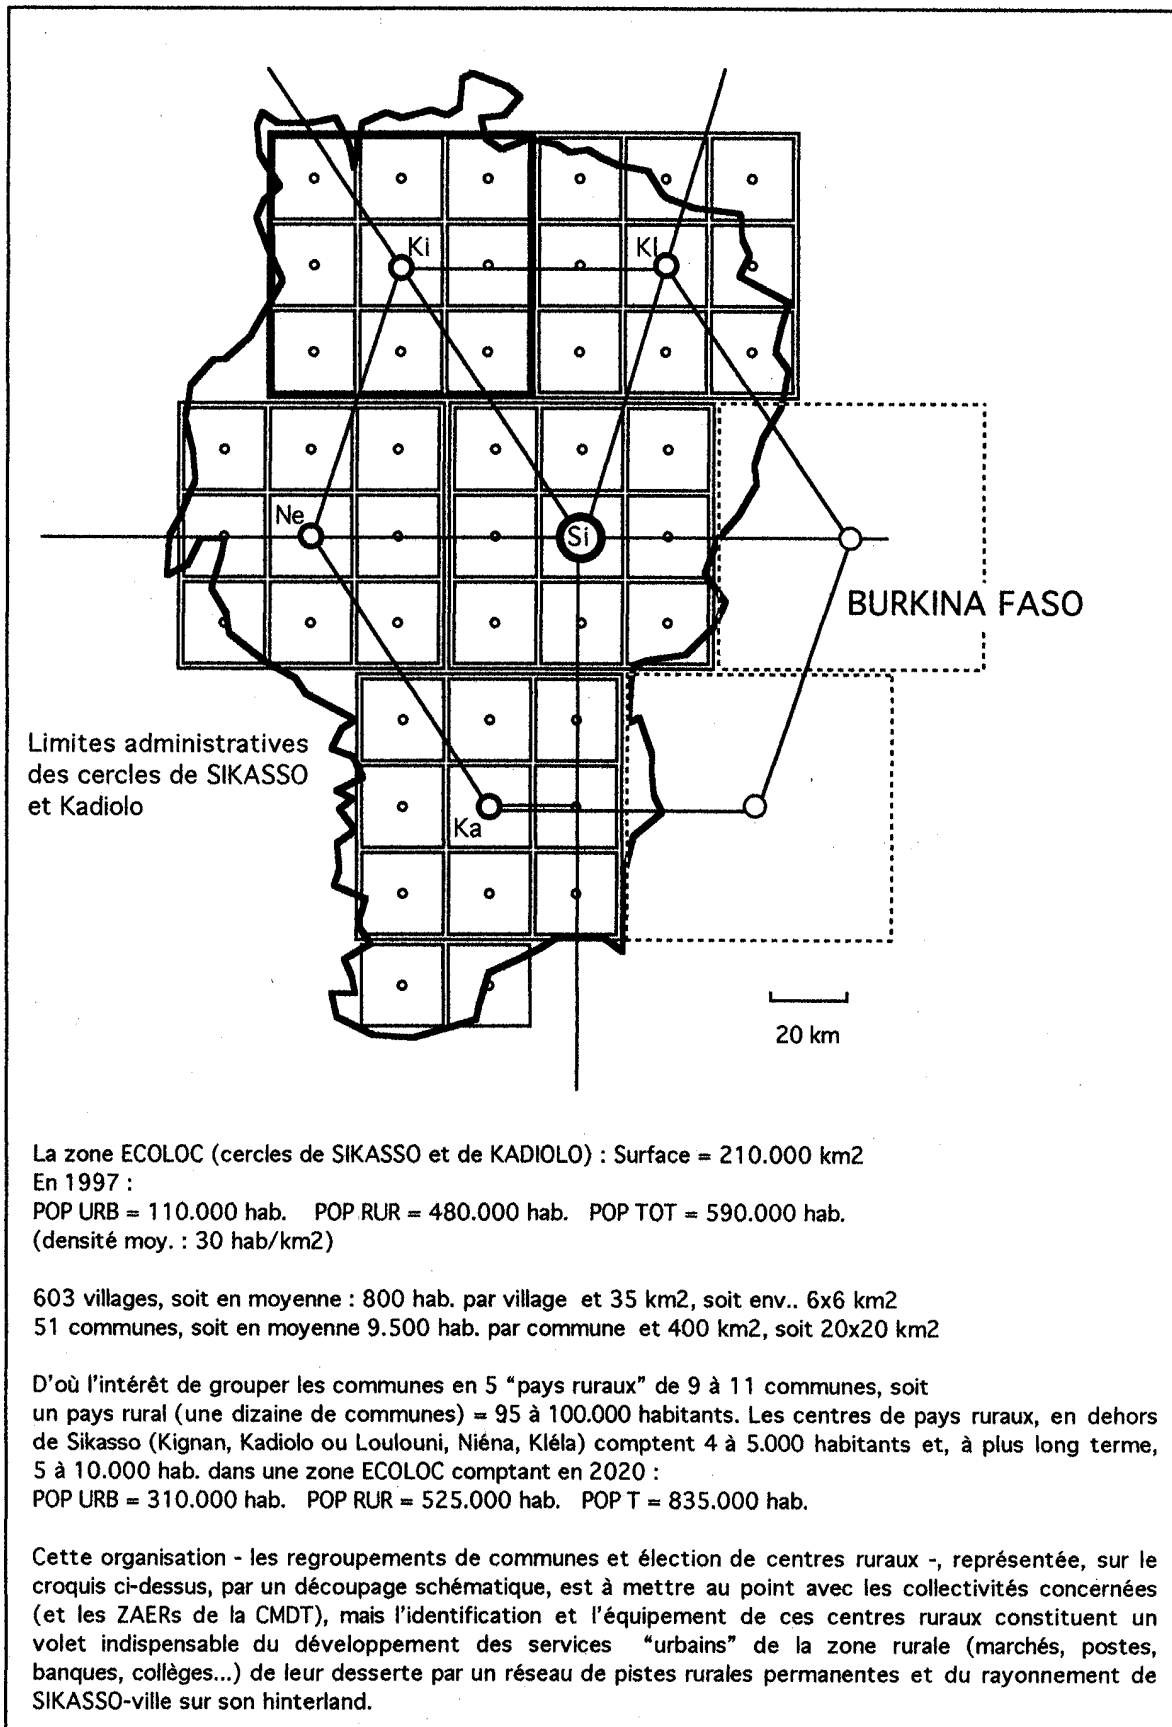 Ki
Kl
Ne
Si
BURKINA FASO
Limites administratives
des cercles de SIKASSO
et Kadiolo
Ka
20 km
La zone ECOLOC (cercles de SIKASSO et de KADIOLO) : Surface = 210.000 km2
En 1997 :
POP URB = 110.000 hab. POP RUR = 480.000 hab. POP TOT = 590.000 hab.
(densité moy. : 30 hab/km2)
603 villages, soit en moyenne : 800 hab. par village et 35 km2, soit env.. 6x6 km2
51 communes, soit en moyenne 9.500 hab. par commune et 400 km2, soit 20x20 km2
D'où l'intérêt de grouper les communes en 5 “pays ruraux” de 9 à 11 communes, soit
un pays rural (une dizaine de communes) = 95 à 100.000 habitants. Les centres de pays ruraux, en dehors
de Sikasso (Kignan, Kadiolo ou Loulouni, Niéna, Kléla) comptent 4 à 5.000 habitants et, à plus long terme,
5 à 10.000 hab. dans une zone ECOLOC comptant en 2020 :
POP URB = 310.000 hab. POP RUR = 525.000 hab. POP T = 835.000 hab.
Cette organisation - les regroupements de communes et élection de centres ruraux -, représentée, sur le
croquis ci-dessus, par un découpage schématique, est à mettre au point avec les collectivités concernées
(et les ZAERs de la CMDT), mais l'identification et l'équipement de ces centres ruraux constituent un
volet indispensable du développement des services “urbains” de la zone rurale (marchés, postes,
banques, collèges...) de leur desserte par un réseau de pistes rurales permanentes et du rayonnement de
SIKASSO-ville sur son hinterland.